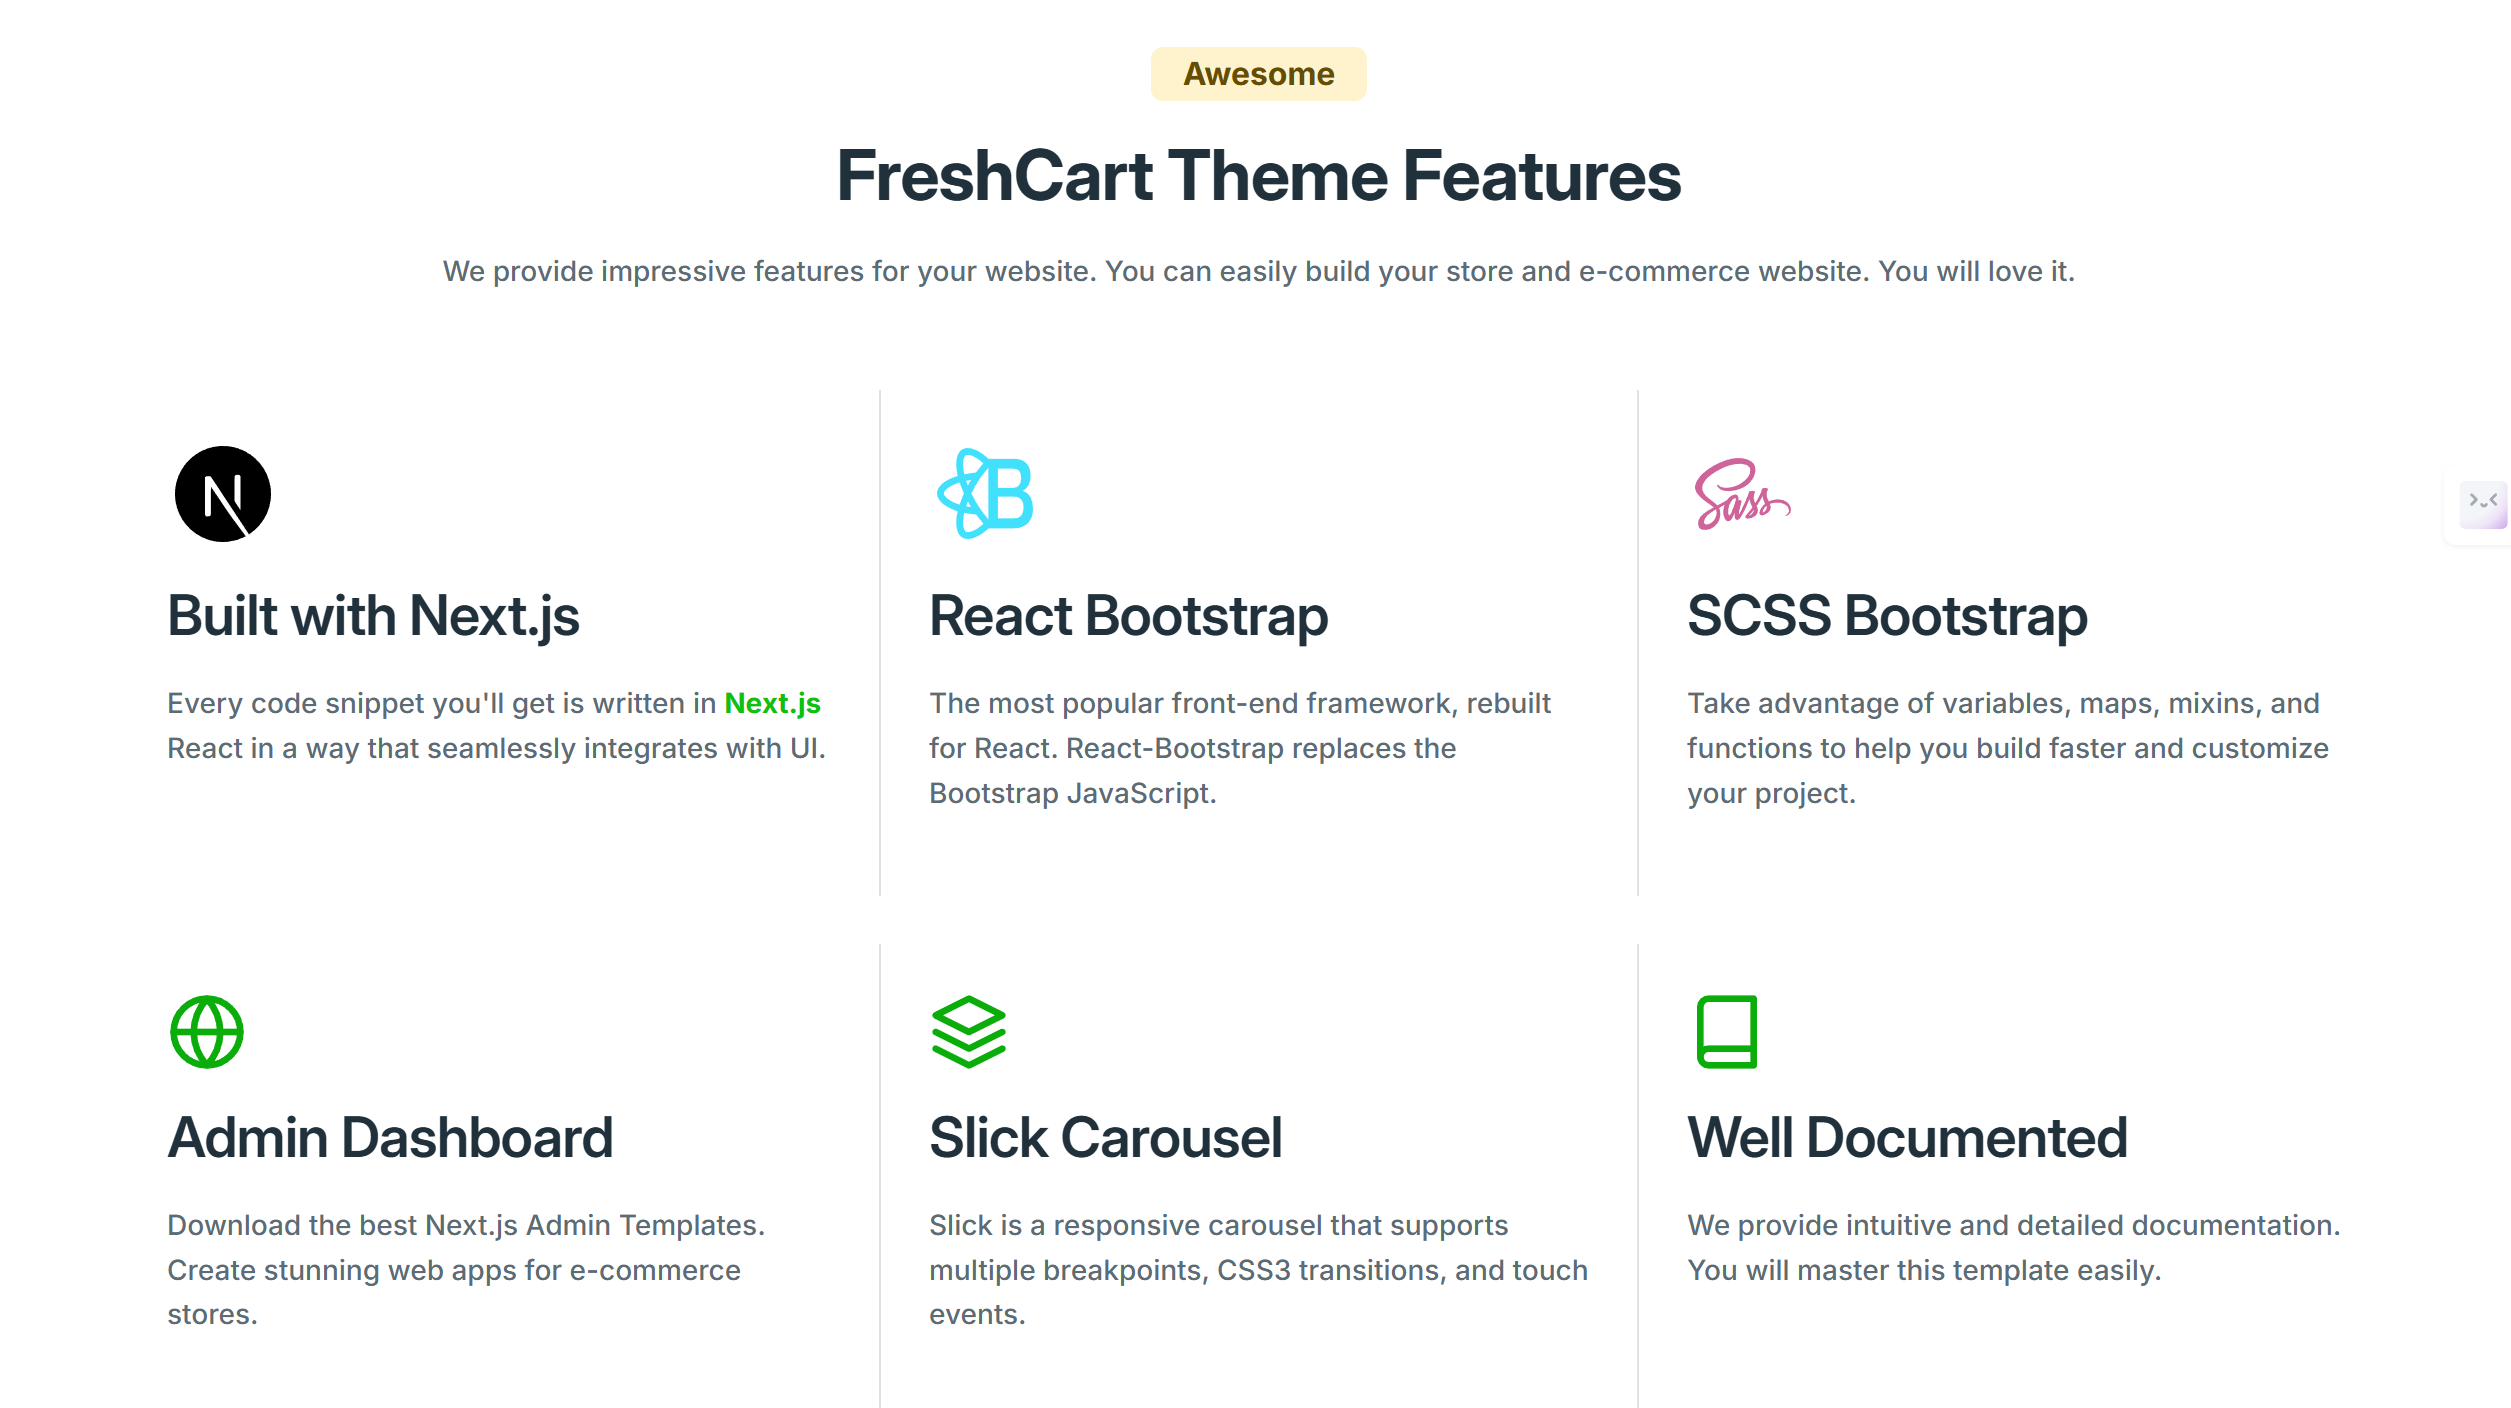 Awesome
FreshCart Theme Features
We provide impressive features for your website. You can easily build your store and e-commerce website. You will love it.
N
B
Sass
Built with Next.js
Every code snippet you'll get is written in Next.js
React in a way that seamlessly integrates with UI.
React Bootstrap
The most popular front-end framework, rebuilt
for React. React-Bootstrap replaces the
Bootstrap JavaScript.
SCSS Bootstrap
Take advantage of variables, maps, mixins, and
functions to help you build faster and customize
your project.
Admin Dashboard
Download the best Next.js Admin Templates.
Create stunning web apps for e-commerce
stores.
Slick Carousel
Slick is a responsive carousel that supports
multiple breakpoints, CSS3 transitions, and touch
events.
Well Documented
We provide intuitive and detailed documentation.
You will master this template easily.